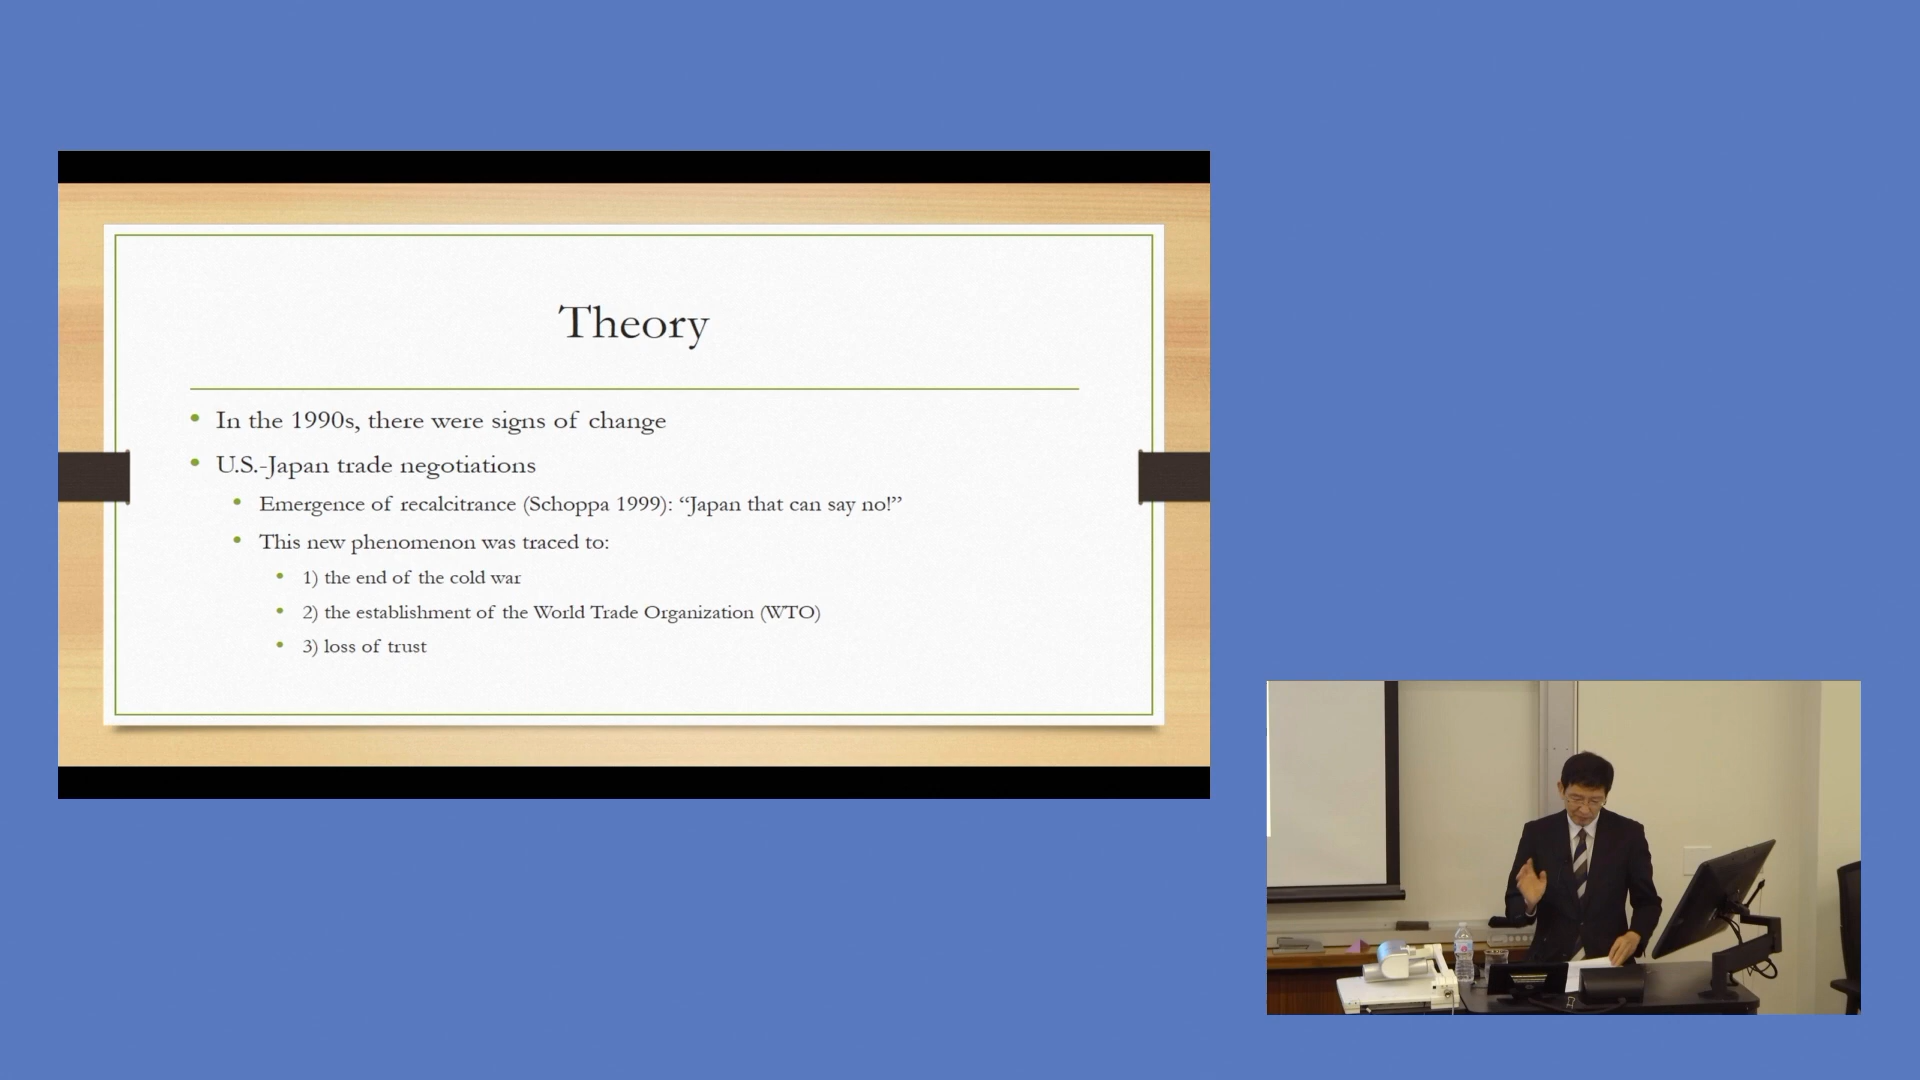 Theory
In the 1990s, there were signs of change
U.S.-Japan trade negotiations
Emergence of recalcitrance (Schoppa 1999): “Japan that can say no!”
This new phenomenon was traced to:
1) the end of the cold war
2) the establishment of the World Trade Organization (WTO)
3) loss of trust